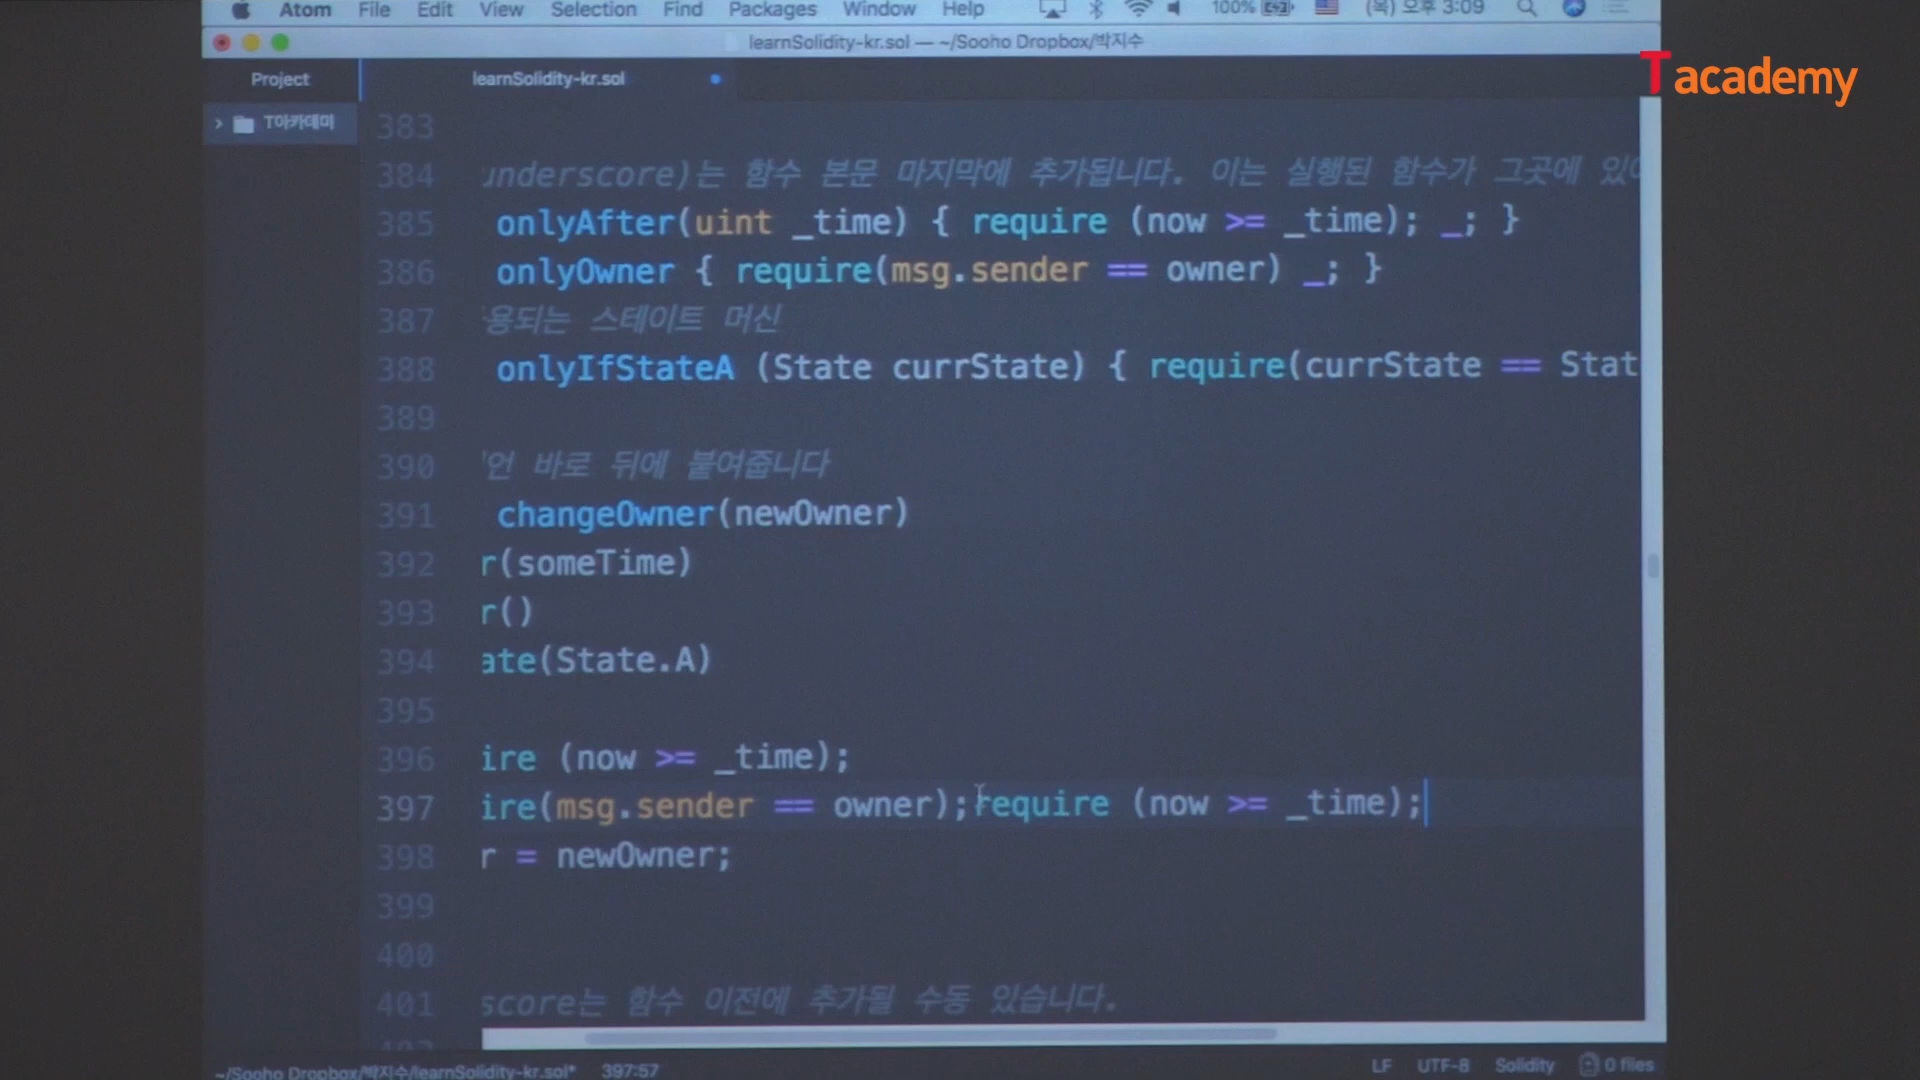 Atom File Edit View Selection Find Packages Window Help 100% (목) 오후 3:09
learnSolidity-kr.sol — ~/Sooho Dropbox/박지수
T academy
Project
learnSolidity-kr.sol
T아카데미
383
384 underscore)는 함수 본문 마지막에 추가됩니다. 이는 실행된 함수가 그곳에
385 onlyAfter(uint _time) { require (now >= _time); _; }
386 onlyOwner { require(msg.sender == owner) _; }
387 용되는 스테이트 머신
388 onlyIfStateA (State currState) { require(currState == Stat
389
390 언 바로 뒤에 붙여줍니다
391 changeOwner(newOwner)
392 r(someTime)
393 r()
394 ate(State.A)
395
396 ire (now >= _time);
397 ire(msg.sender == owner);require (now >= _time);
398 r = newOwner;
399
400
401 score는 함수 이전에 추가될 수동 있습니다.
~/Sooho Dropbox/박지수/learnSolidity-kr.sol* 397:57 LF UTF-8 Solidity 0 files